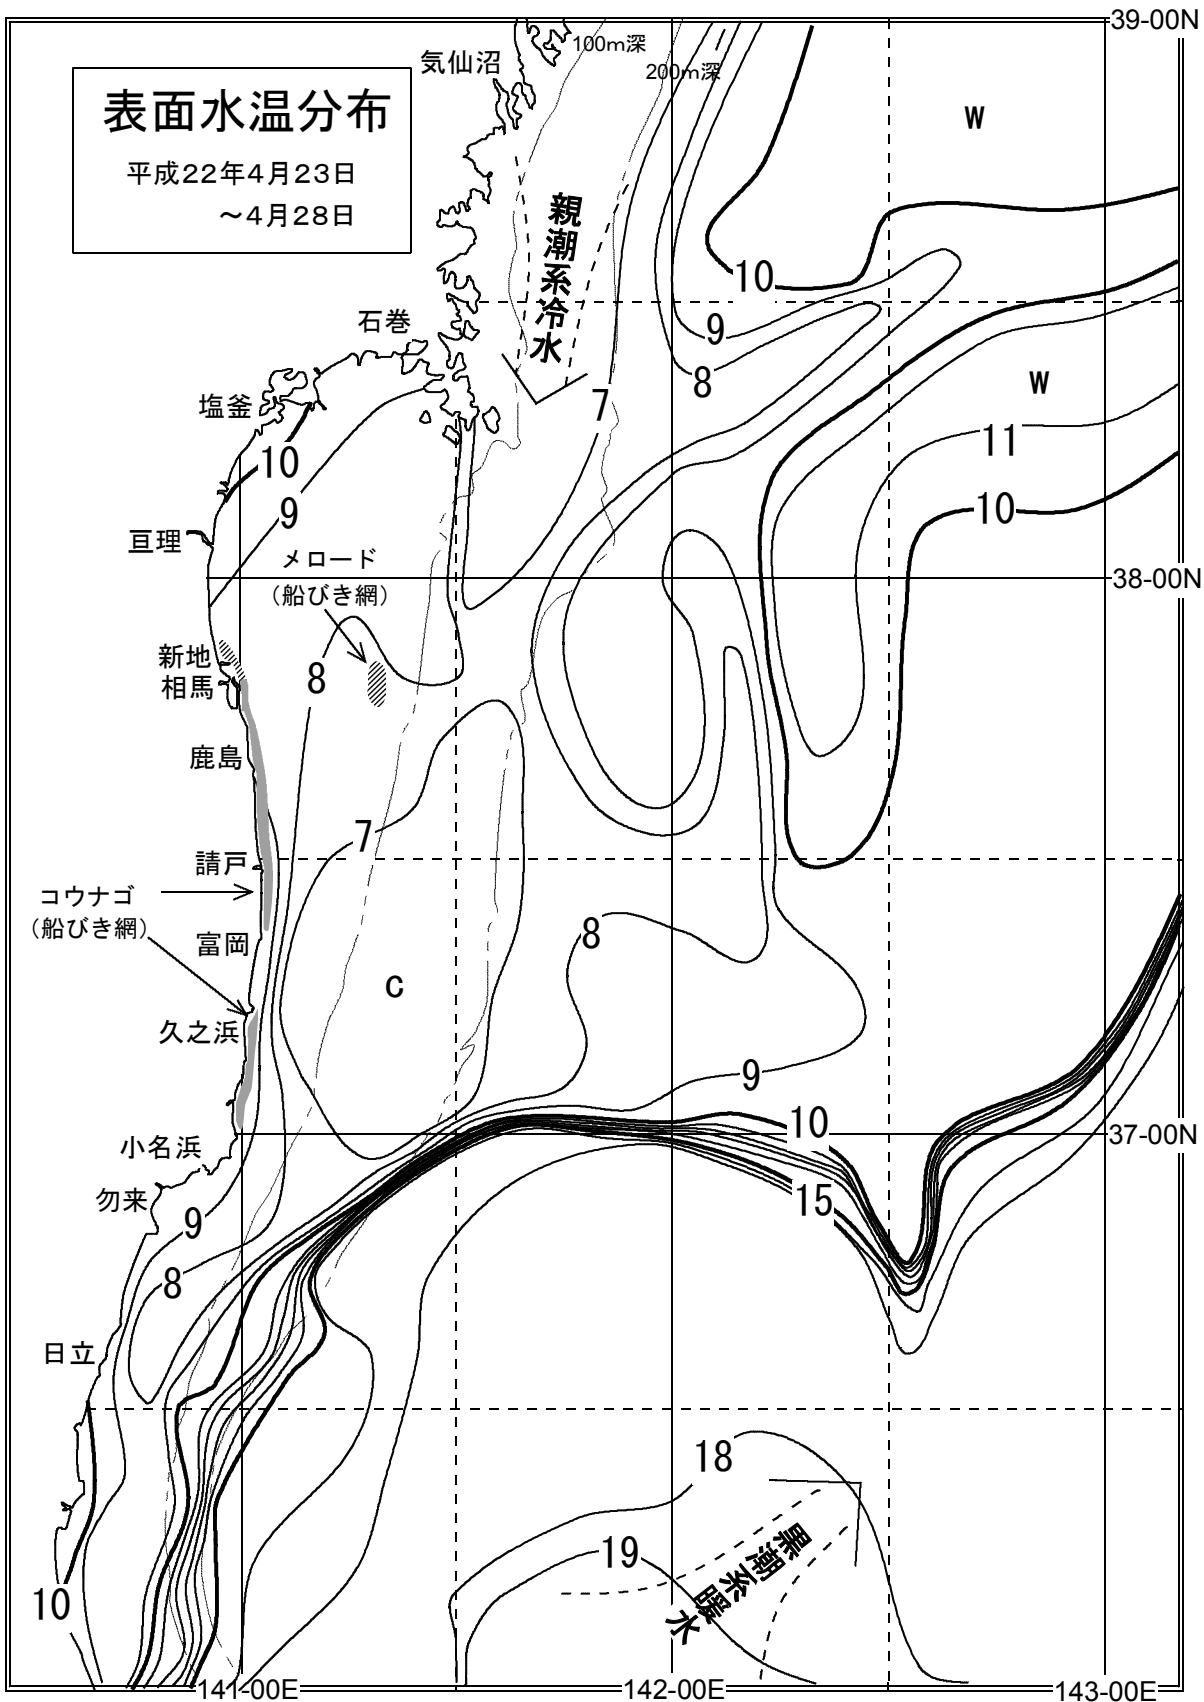 39-00N
100m深
200m深
気仙沼
表面水温分布
平成22年4月23日
～4月28日
W
親潮系冷水
10
石巻
9
8
W
7
塩釜
11
10
10
9
亘理
メロード
(船びき網)
38-00N
新地
8
相馬
鹿島
7
請戸
コウナゴ
(船びき網)
8
富岡
C
久之浜
9
10
37-00N
小名浜
勿来
15
9
8
日立
18
19
黒潮系暖水
10
141-00E
142-00E
143-00E